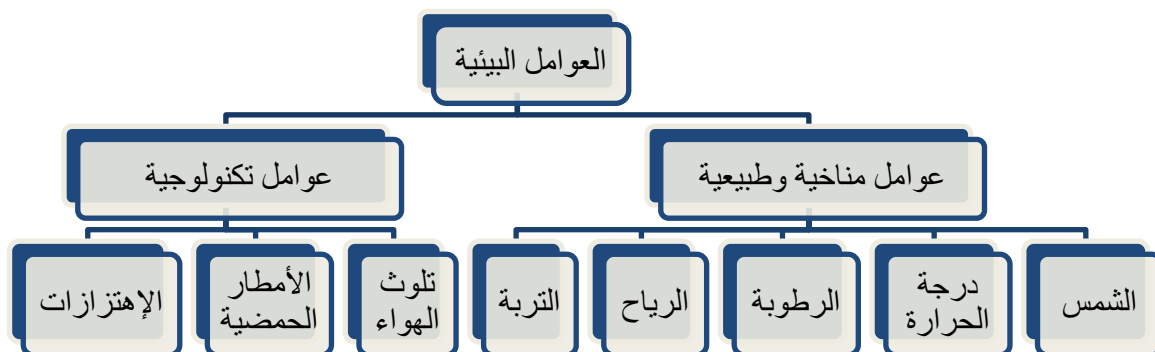 العوامل البيئية
عوامل مناخية وطبيعية
عوامل تكنولوجية
الشمس
درجة
الحرارة
الرطوبة
الرياح
التربة
تلوث
الهواء
الأمطار
الحمضية
الإهتزازات